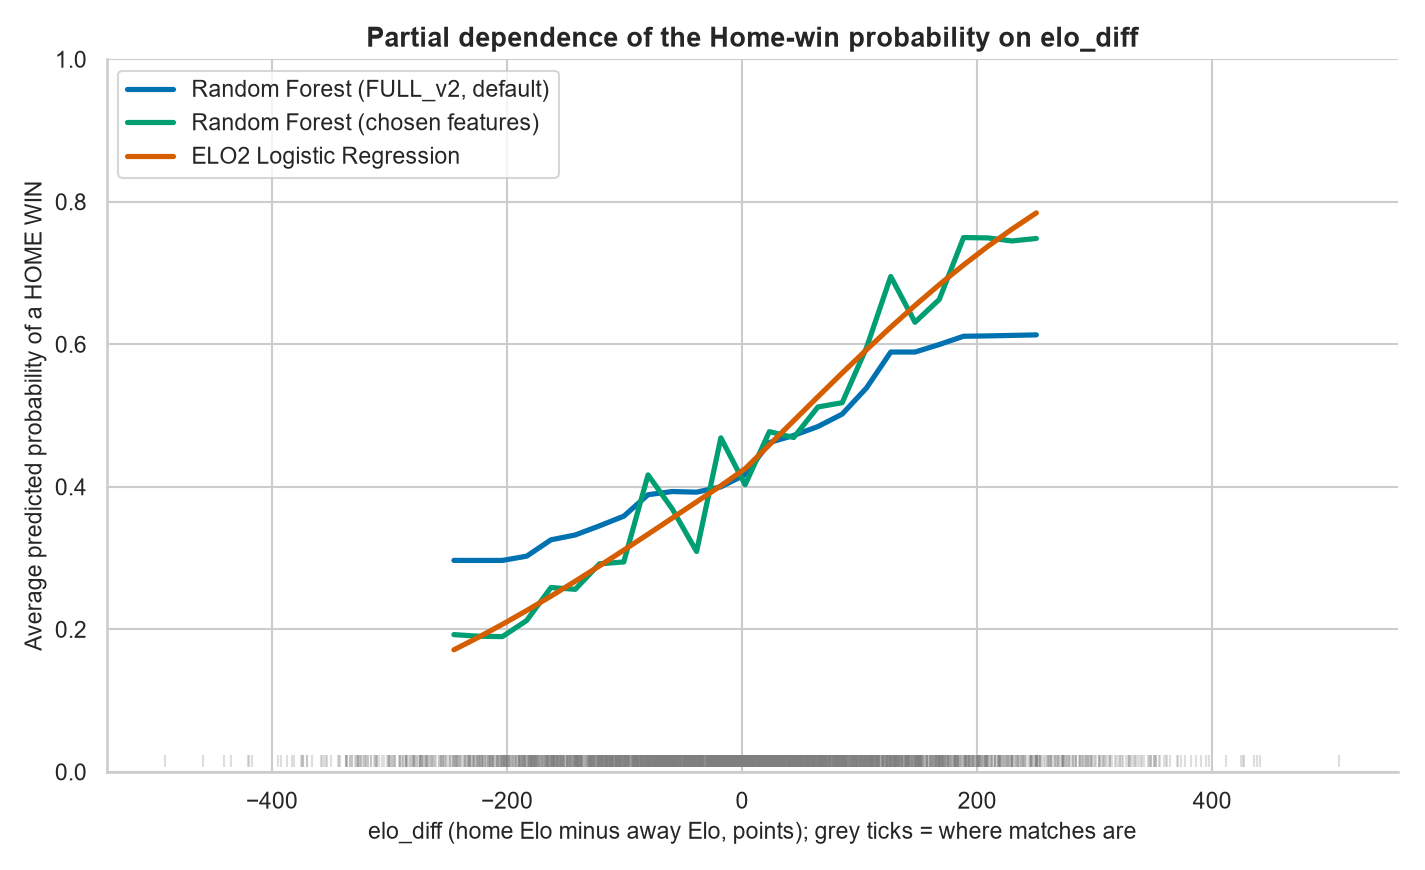 Partial dependence of the Home-win probability on elo_diff
Random Forest (FULL_v2, default)
Random Forest (chosen features)
ELO2 Logistic Regression
Average predicted probability of a HOME WIN
1.0
0.8
0.6
0.4
0.2
0.0
−400
−200
0
200
400
elo_diff (home Elo minus away Elo, points); grey ticks = where matches are